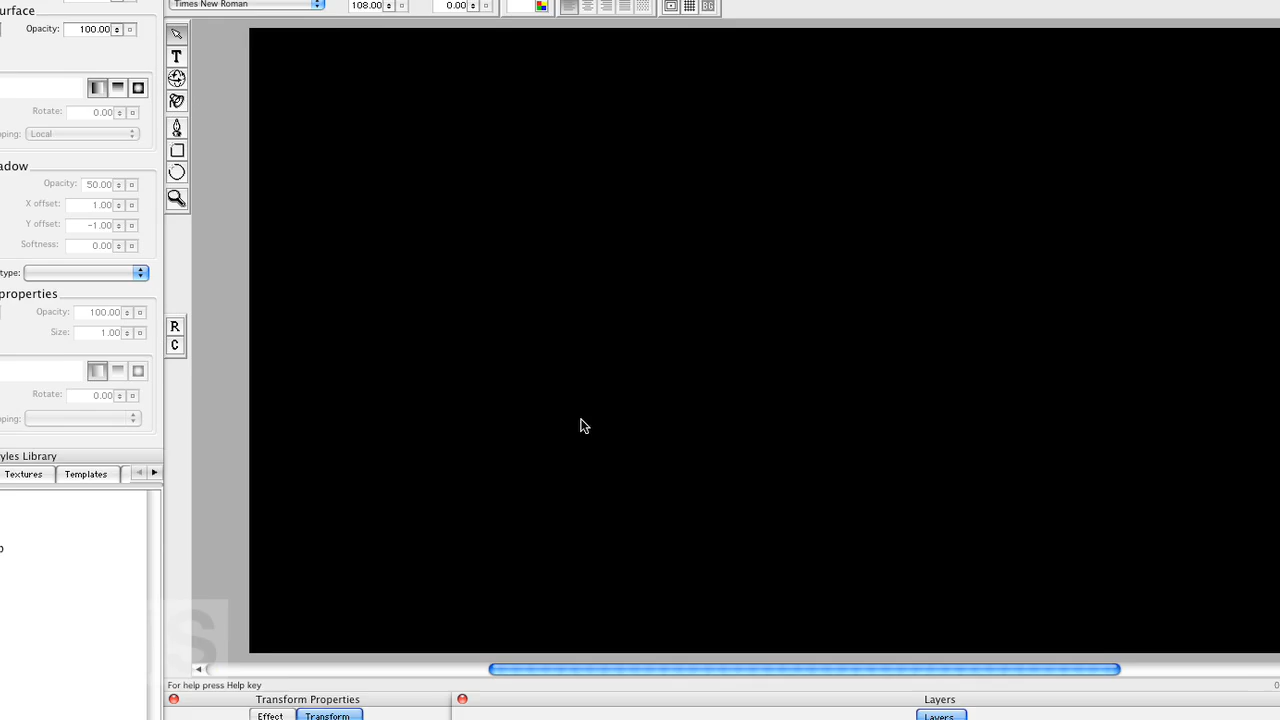 Times New Roman
108.00
0.00
urface
Opacity: 100.00
Rotate: 0.00
ping: Local
adow
Opacity: 50.00
X offset: 1.00
Y offset: -1.00
Softness: 0.00
type:
properties
Opacity: 100.00
Size: 1.00
Rotate: 0.00
ping:
yles Library
Textures Templates
T
R
C
S
For help press Help key
Transform Properties
Layers
Effect Transform
Layers